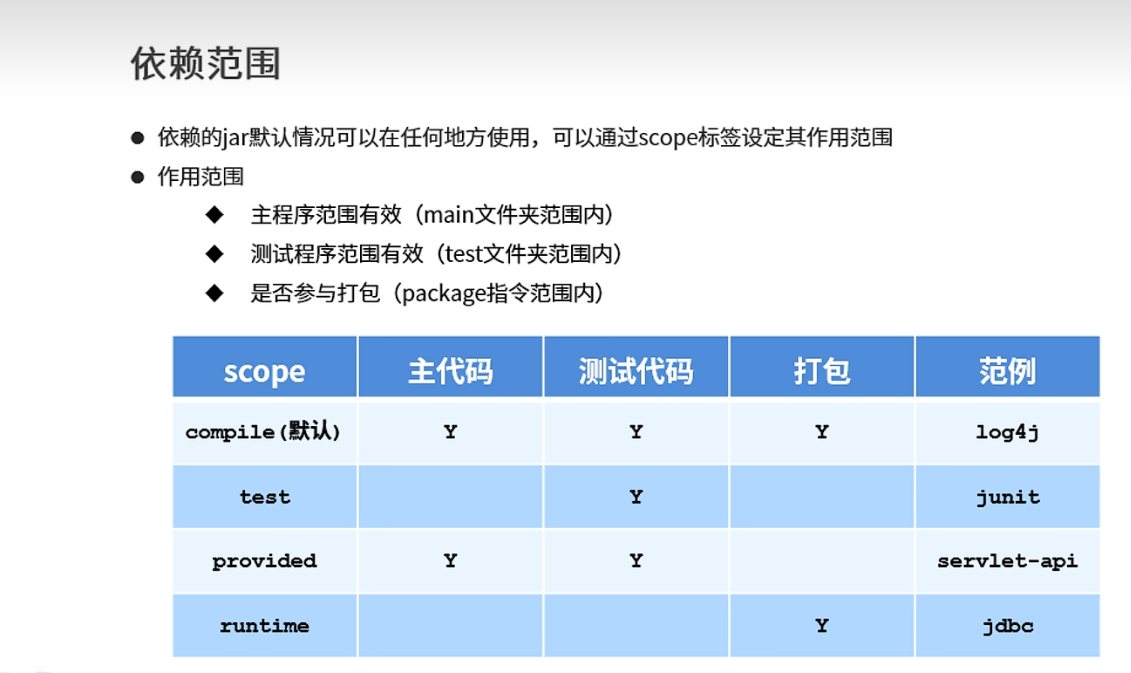 依赖范围
● 依赖的jar默认情况可以在任何地方使用，可以通过scope标签设定其作用范围
● 作用范围
◆ 主程序范围有效（main文件夹范围内）
◆ 测试程序范围有效（test文件夹范围内）
◆ 是否参与打包（package指令范围内）
scope 主代码 测试代码 打包 范例
compile(默认) Y Y Y log4j
test Y junit
provided Y Y servlet-api
runtime Y jdbc